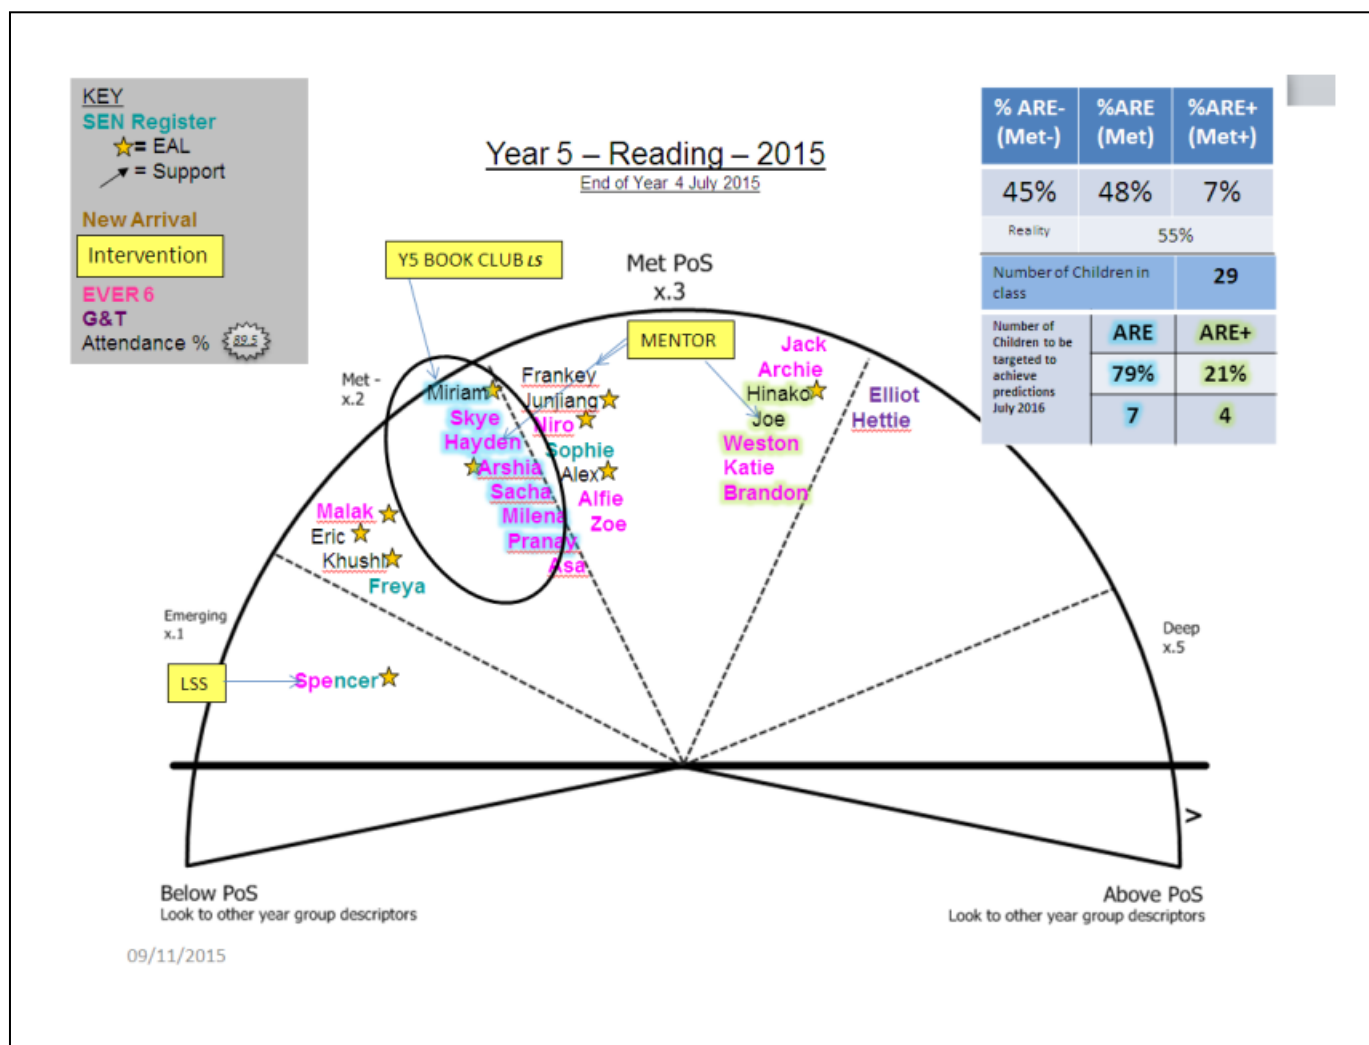 KEY
SEN Register
= EAL
= Support
New Arrival
Intervention
EVER 6
G&T
Attendance % 89.5
Year 5 – Reading – 2015
End of Year 4 July 2015
% ARE- (Met-) %ARE (Met) %ARE+ (Met+)
45% 48% 7%
Reality 55%
Number of Children in class 29
Number of Children to be targeted to achieve predictions July 2016
ARE ARE+
79% 21%
7 4
Y5 BOOK CLUB LS
Met PoS
x.3
MENTOR
Met -
x.2
Miriam
Skye
Hayden
Arshia
Sacha
Milena
Pranay
Asa
Frankey
Junjiang
Niro
Sophie
Alex
Alfie
Zoe
Jack
Archie
Hinako
Joe
Weston
Katie
Brandon
Elliot
Hettie
Malak
Eric
Khushi
Freya
Emerging
x.1
LSS
Spencer
Deep
x.5
>
Below PoS
Look to other year group descriptors
Above PoS
Look to other year group descriptors
09/11/2015